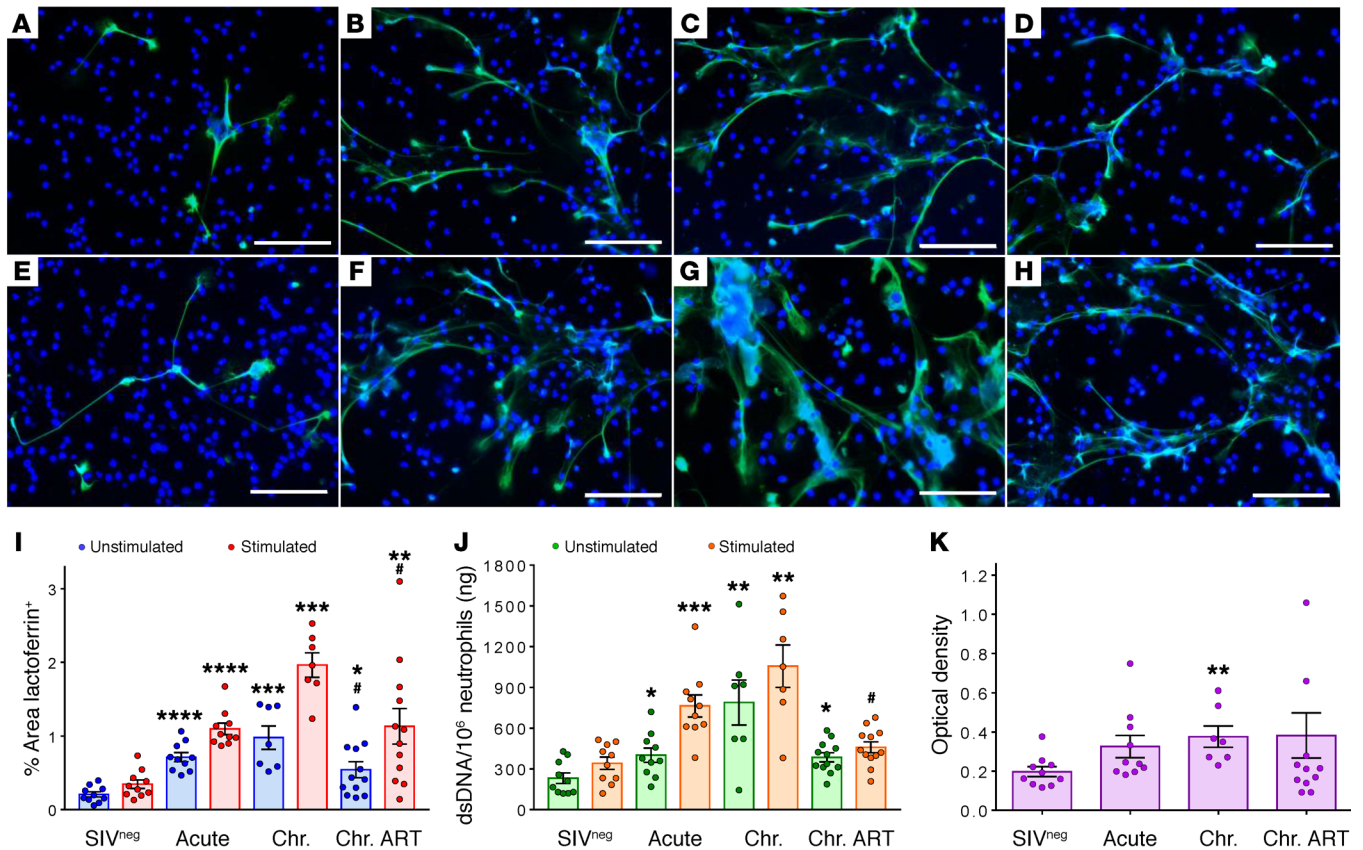 A B C D
E F G H
I
Unstimulated Stimulated
% Area lactoferrin⁺
3
2
1
0
**** **** *** *** * # ** #
SIVⁿᵉᵍ Acute Chr. Chr. ART
J
Unstimulated Stimulated
dsDNA/10⁶ neutrophils (ng)
1800
1500
1200
900
600
300
0
* *** ** ** * #
SIVⁿᵉᵍ Acute Chr. Chr. ART
K
Optical density
1.2
1.0
0.8
0.6
0.4
0.2
0.0
**
SIVⁿᵉᵍ Acute Chr. Chr. ART